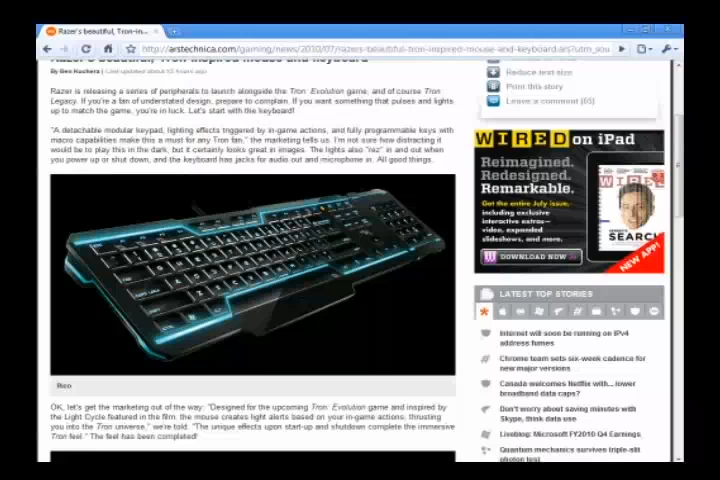 Razer's beautiful, Tron-in...
http://arstechnica.com/gaming/news/2010/07/razers-beautiful-tron-inspired-mouse-and-keyboard.ars?utm_sou
Razer's beautiful, Tron-inspired mouse and keyboard
By Ben Kuchera | Last updated about 12 hours ago
Razer is releasing a series of peripherals to launch alongside the Tron: Evolution game, and of course Tron
Legacy. If you're a fan of understated design, prepare to complain. If you want something that pulses and lights
up to match the game, you're in luck. Let's start with the keyboard!
"A detachable modular keypad, lighting effects triggered by in-game actions, and fully programmable keys with
macro capabilities make this a must for any Tron fan," the marketing tells us. I'm not sure how distracting it
would be to play this in the dark, but it certainly looks great in images. The lights also "rez" in and out when
you power up or shut down, and the keyboard has jacks for audio out and microphone in. All good things.
Rico
OK, let's get the marketing out of the way: "Designed for the upcoming Tron: Evolution game and inspired by
the Light Cycle featured in the film, the mouse creates light alerts based on your in-game actions; thrusting
you into the Tron universe," we're told. "The unique effects upon start-up and shutdown complete the immersive
Tron feel." The feel has been completed!
Reduce text size
Print this story
Leave a comment (65)
WIRED on iPad
Reimagined.
Redesigned.
Remarkable.
Get the entire July issue,
including exclusive
interactive extras—
video, expanded
slideshows, and more.
DOWNLOAD NOW >>
WIRED
SEARCH
NEW APP!
LATEST TOP STORIES
Internet will soon be running on IPv4
address fumes
Chrome team sets six-week cadence for
new major versions
Canada welcomes Netflix with... lower
broadband data caps?
Don't worry about saving minutes with
Skype, think data use
Liveblog: Microsoft FY2010 Q4 Earnings
Quantum mechanics survives triple-slit
photon test